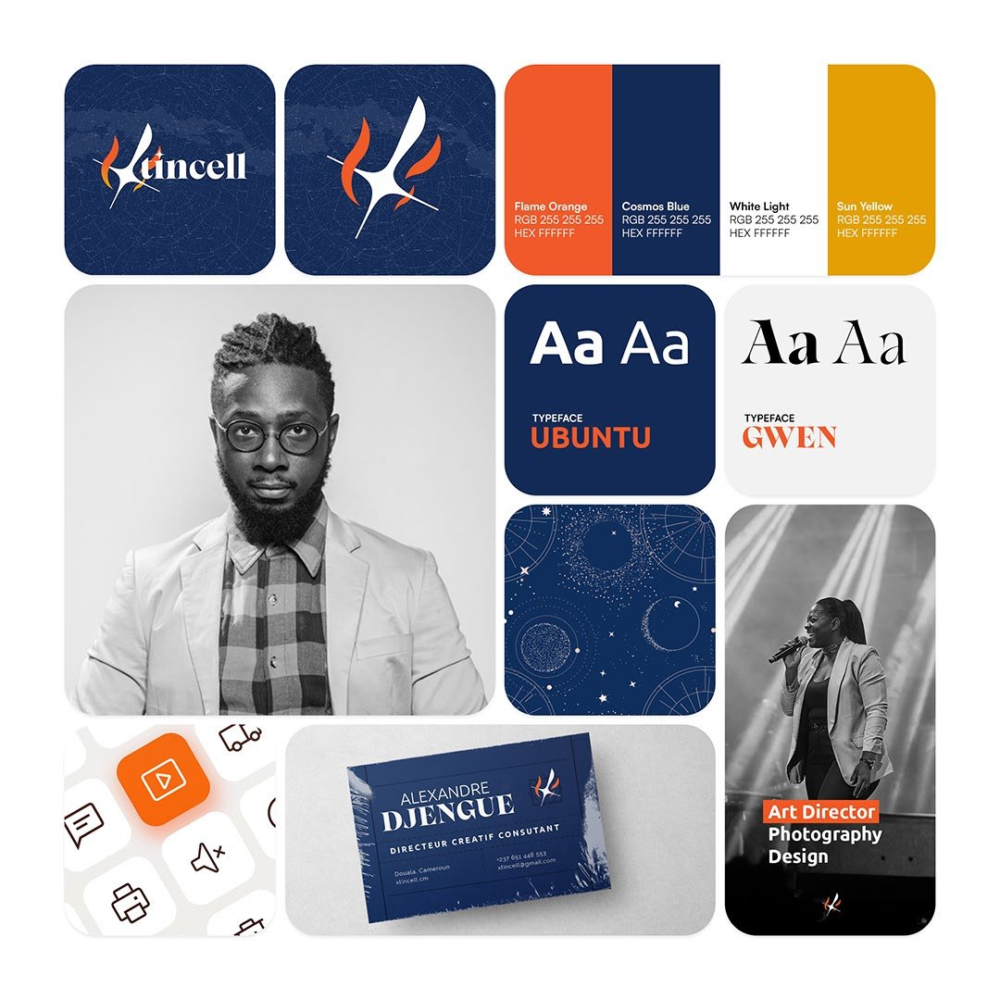 Xtincell
Flame Orange
RGB 255 255 255
HEX FFFFFF
Cosmos Blue
RGB 255 255 255
HEX FFFFFF
White Light
RGB 255 255 255
HEX FFFFFF
Sun Yellow
RGB 255 255 255
HEX FFFFFF
Aa Aa
TYPEFACE
UBUNTU
Aa Aa
TYPEFACE
GWEN
ALEXANDRE
DJENGUE
DIRECTEUR CREATIF CONSUTANT
Douala, Cameroun
xtincell.cm
+237 651 446 553
xtincell@gmail.com
Art Director
Photography
Design